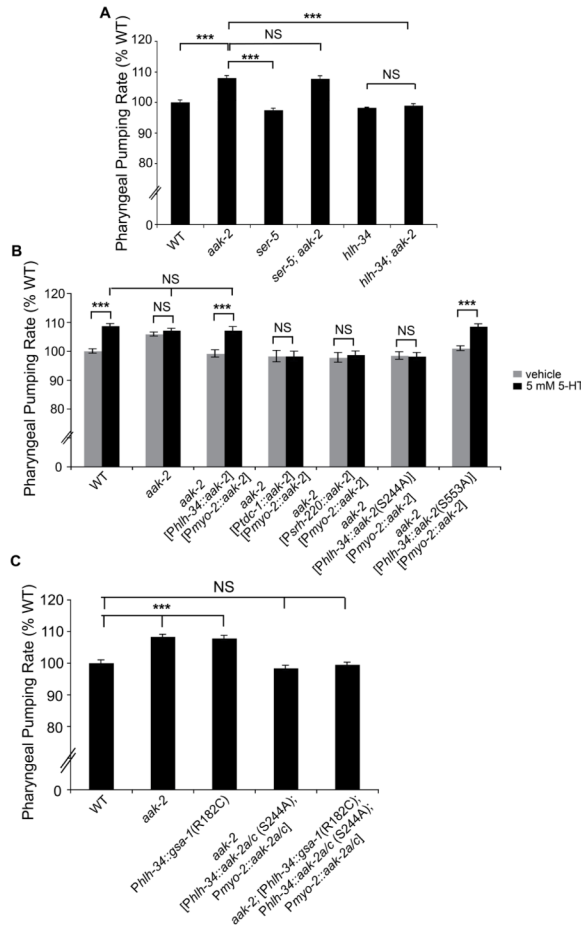 A
Pharyngeal Pumping Rate (% WT)
120
110
100
90
80
0
***
NS
***
***
NS
WT
aak-2
ser-5
ser-5; aak-2
hlh-34
hlh-34; aak-2
B
Pharyngeal Pumping Rate (% WT)
120
110
100
90
80
0
NS
***
NS
***
NS
NS
NS
***
vehicle
5 mM 5-HT
WT
aak-2
aak-2
[Phlh-34::aak-2]
[Pmyo-2::aak-2]
aak-2
[Ptdc-1::aak-2]
[Pmyo-2::aak-2]
aak-2
[Psrh-220::aak-2]
[Pmyo-2::aak-2]
aak-2
[Phlh-34::aak-2(S244A)]
[Pmyo-2::aak-2]
aak-2
[Phlh-34::aak-2(S553A)]
[Pmyo-2::aak-2]
C
Pharyngeal Pumping Rate (% WT)
120
110
100
90
80
0
NS
***
WT
aak-2
Phlh-34::gsa-1(R182C)
aak-2
[Phlh-34::aak-2a/c (S244A);
Pmyo-2::aak-2a/c]
aak-2; [Phlh-34::gsa-1(R182C);
Phlh-34::aak-2a/c (S244A);
Pmyo-2::aak-2a/c]